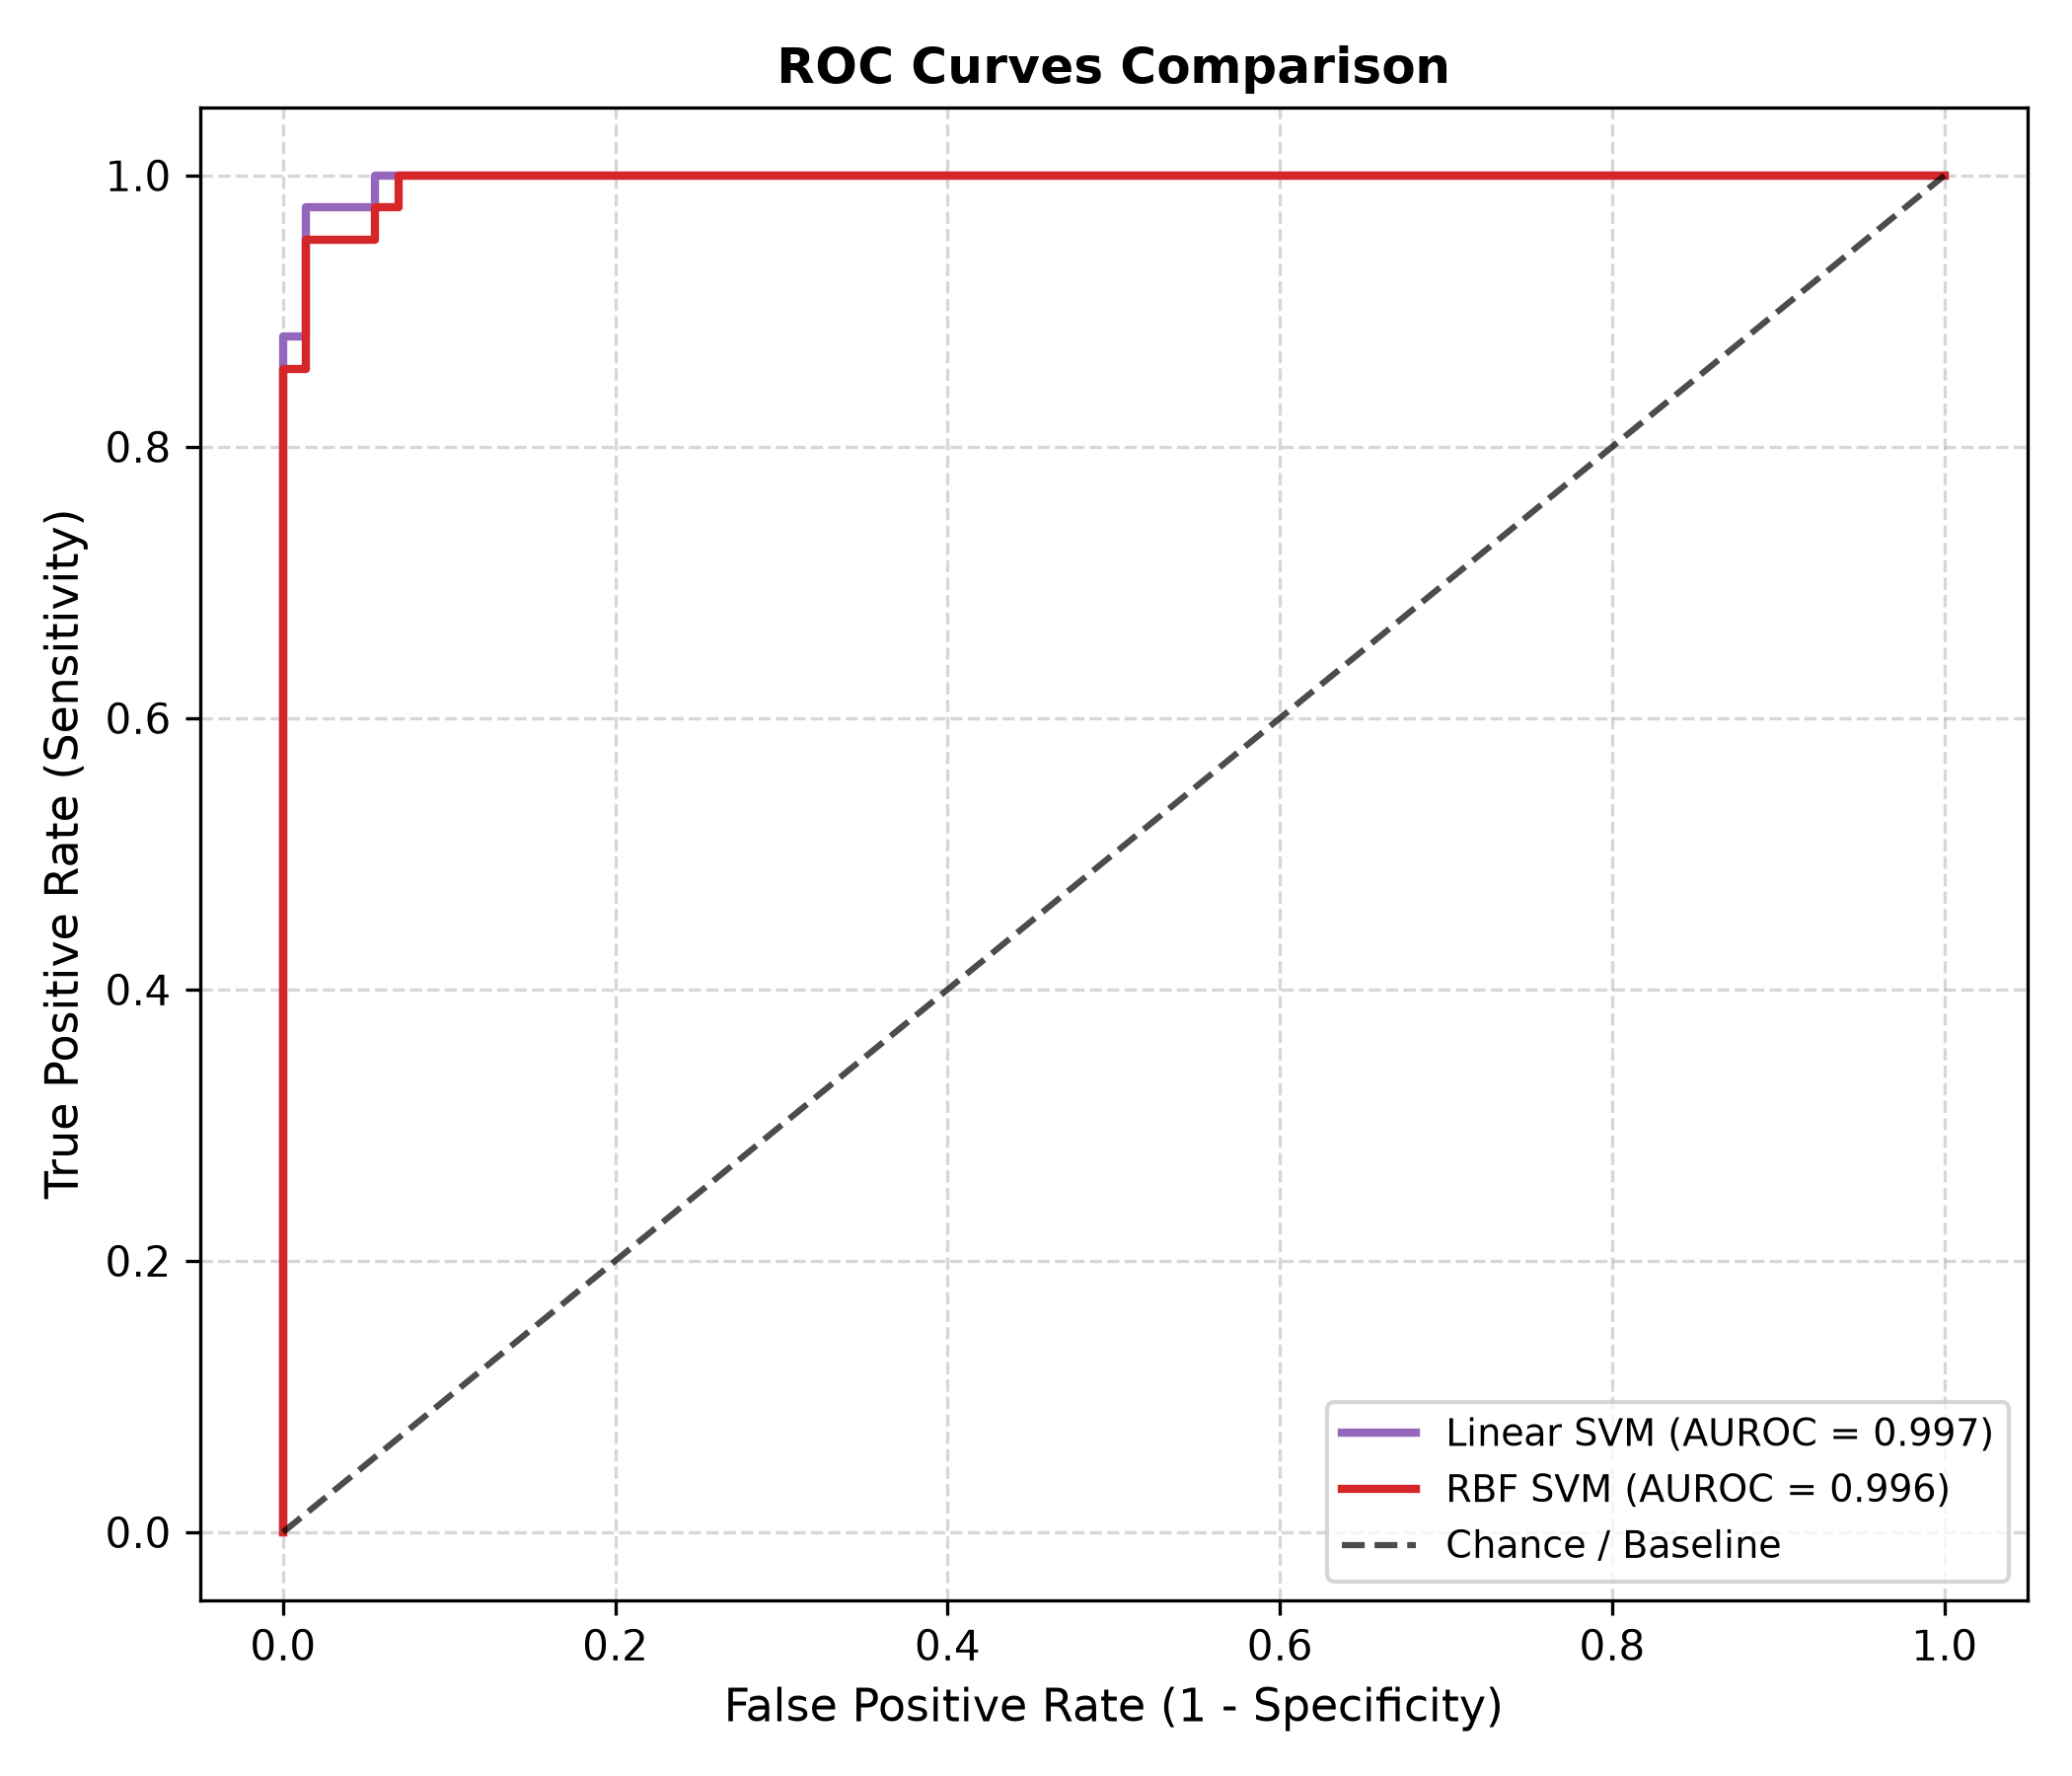 ROC Curves Comparison
True Positive Rate (Sensitivity)
1.0
0.8
0.6
0.4
0.2
0.0
0.0 0.2 0.4 0.6 0.8 1.0
False Positive Rate (1 - Specificity)
Linear SVM (AUROC = 0.997)
RBF SVM (AUROC = 0.996)
Chance / Baseline